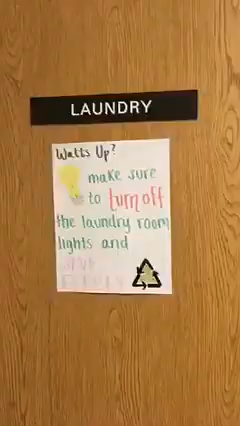 LAUNDRY
Watts Up?
make sure
to turn off
the laundry room
lights and